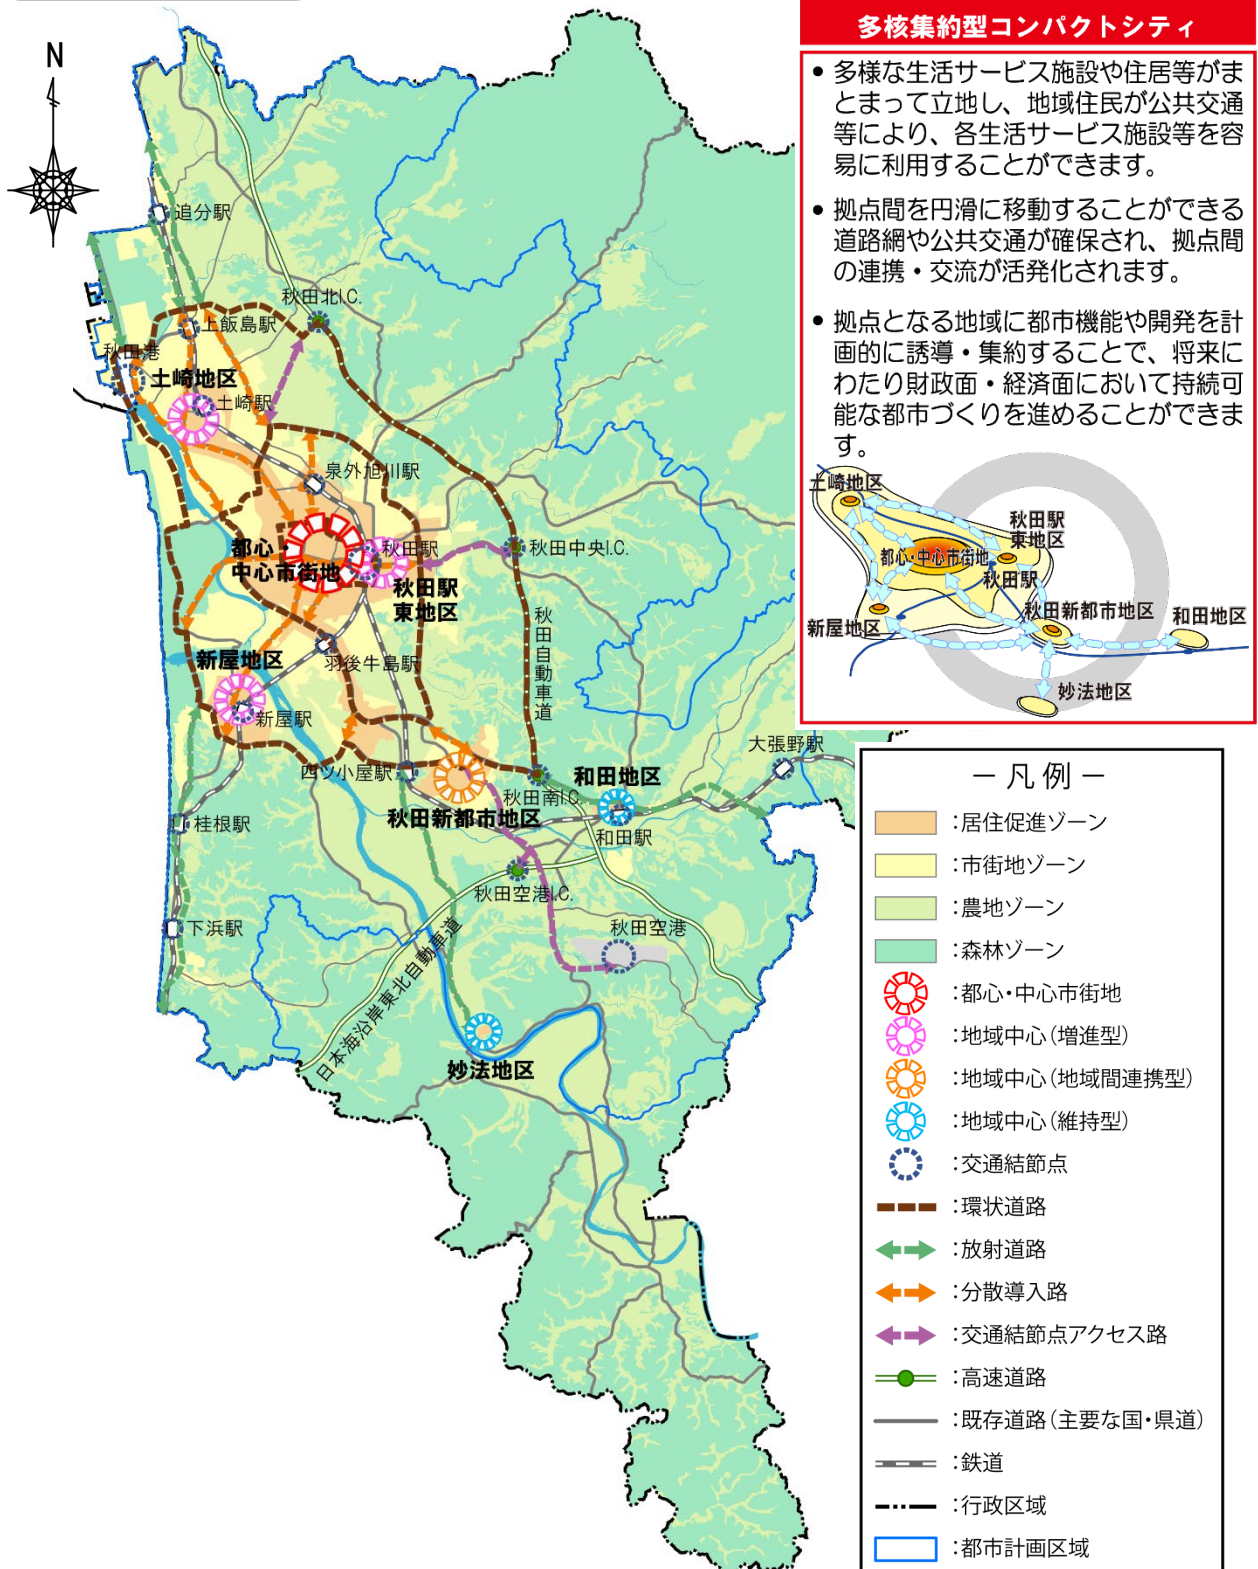 N
追分駅
秋田北I.C.
上飯島駅
秋田港
土崎地区
土崎駅
泉外旭川駅
都心・
中心市街地
秋田駅
秋田中央I.C.
秋田駅
東地区
秋田自動車道
新屋地区
羽後牛島駅
新屋駅
四ツ小屋駅
大張野駅
和田地区
秋田南I.C.
秋田新都市地区
和田駅
桂根駅
秋田空港I.C.
下浜駅
秋田空港
日本海沿岸東北自動車道
妙法地区
多核集約型コンパクトシティ
• 多様な生活サービス施設や住居等がま
とまって立地し、地域住民が公共交通
等により、各生活サービス施設等を容
易に利用することができます。
• 拠点間を円滑に移動することができる
道路網や公共交通が確保され、拠点間
の連携・交流が活発化されます。
• 拠点となる地域に都市機能や開発を計
画的に誘導・集約することで、将来に
わたり財政面・経済面において持続可
能な都市づくりを進めることができま
す。
土崎地区
秋田駅
東地区
都心・中心市街地
秋田駅
新屋地区
秋田新都市地区
和田地区
妙法地区
－凡例－
:居住促進ゾーン
:市街地ゾーン
:農地ゾーン
:森林ゾーン
:都心・中心市街地
:地域中心(増進型)
:地域中心(地域間連携型)
:地域中心(維持型)
:交通結節点
:環状道路
:放射道路
:分散導入路
:交通結節点アクセス路
:高速道路
:既存道路(主要な国・県道)
:鉄道
:行政区域
:都市計画区域